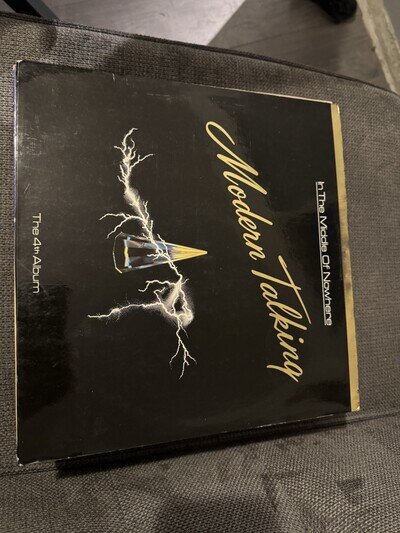 In The Middle Of Nowhere
Modern Talking
The 4th Album